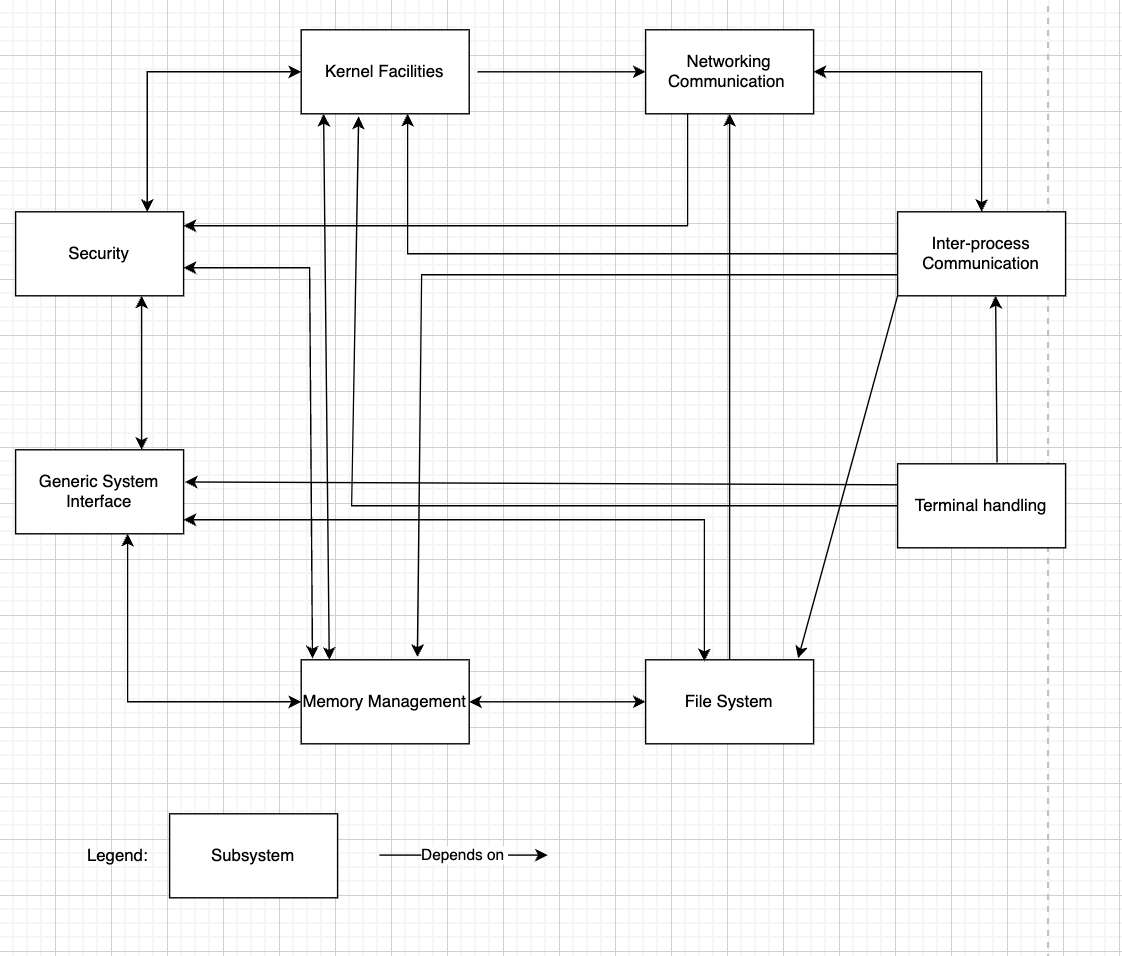 Kernel Facilities
Networking
Communication
Security
Inter-process
Communication
Generic System
Interface
Terminal handling
Memory Management
File System
Legend:
Subsystem
Depends on